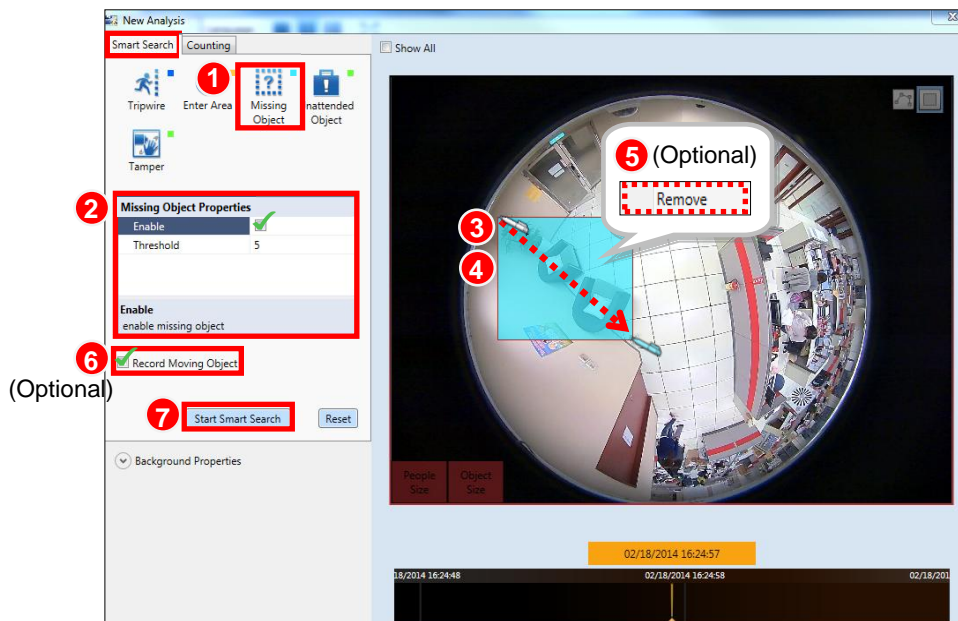 New Analysis
Smart Search
Counting
Show All
1
Tripwire
Enter Area
Missing
Object
nattended
Object
Tamper
5 (Optional)
Remove
2
Missing Object Properties
Enable
Threshold 5
3
4
Enable
enable missing object
6
Record Moving Object
(Optional)
7
Start Smart Search
Reset
Background Properties
People
Size
Object
Size
02/18/2014 16:24:57
18/2014 16:24:48
02/18/2014 16:24:58
02/18/201